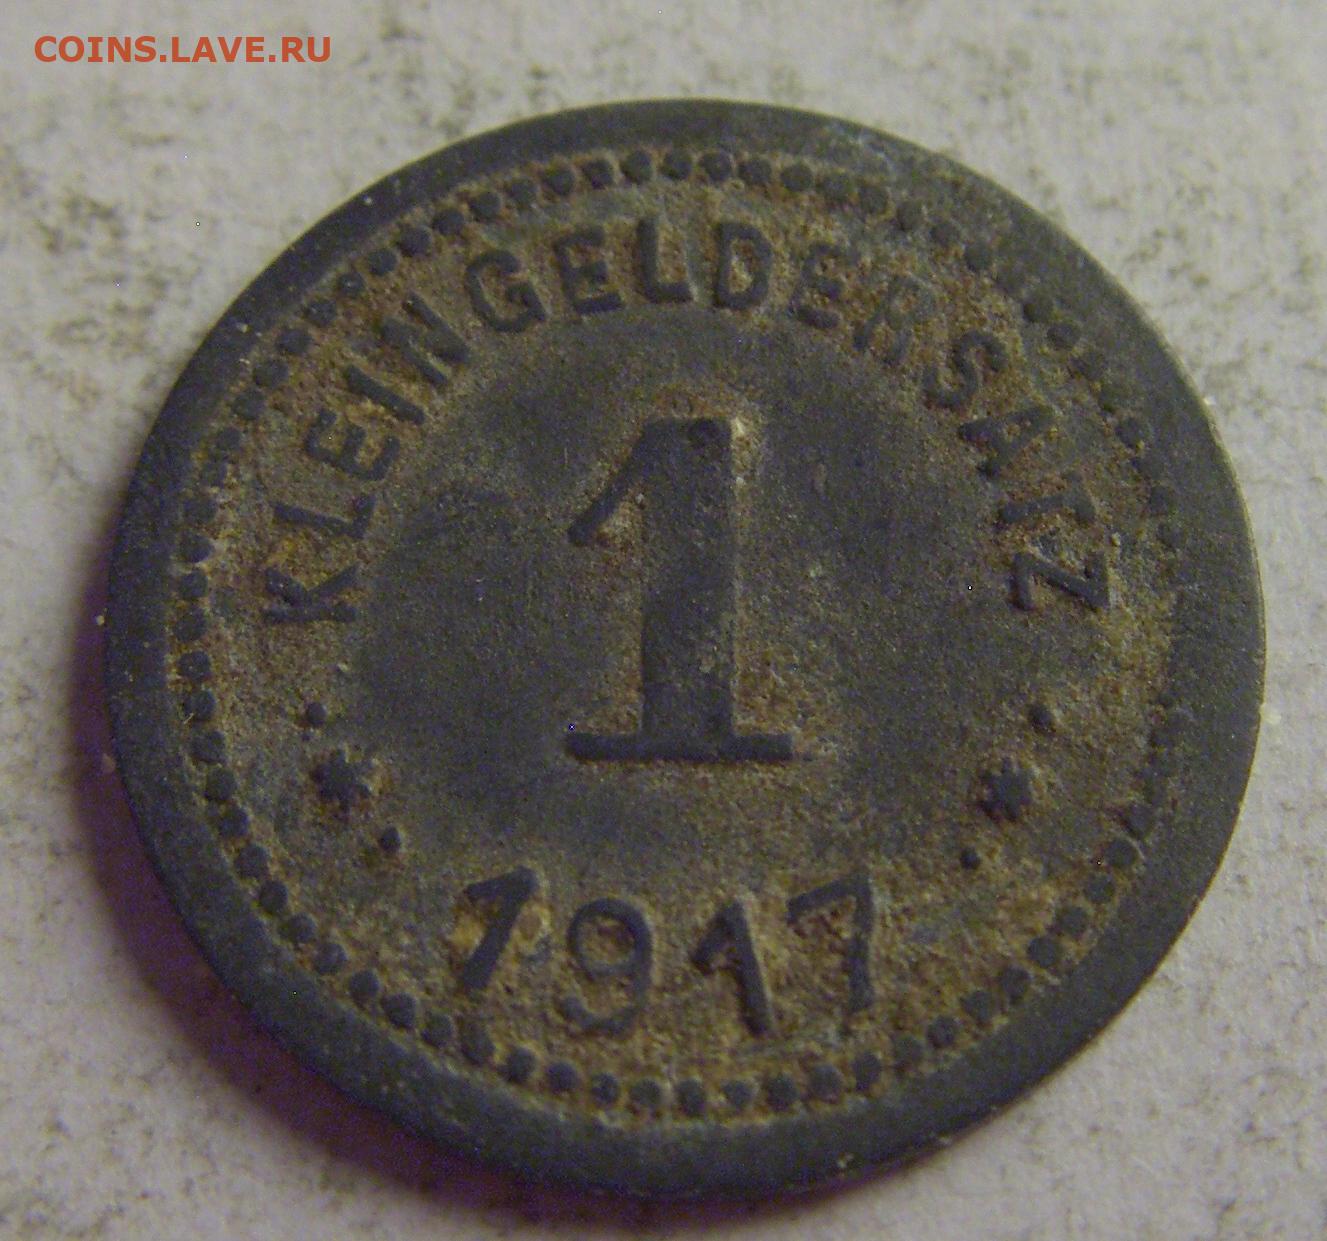 COINS.LAVE.RU
KLEINGELDERSATZ
1
1917